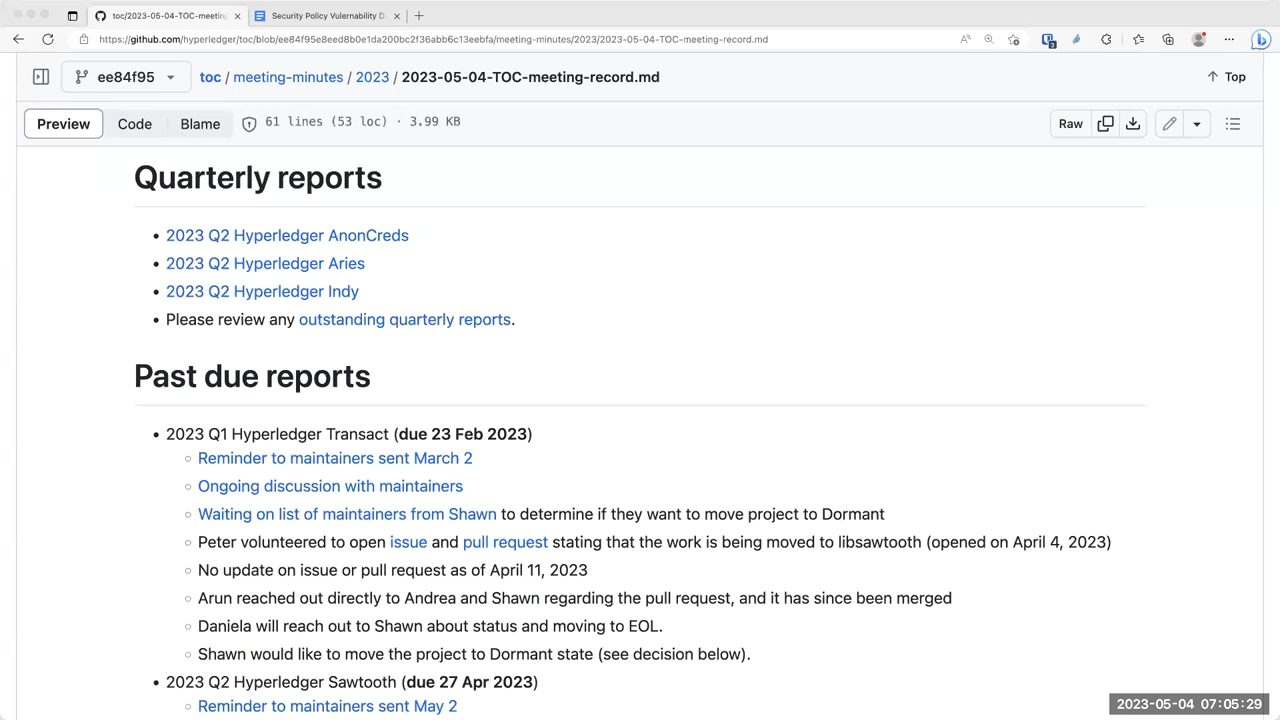 toc/2023-05-04-TOC-meeting
Security Policy Vulernability D
https://github.com/hyperledger/toc/blob/ee84f95e8eed8b0e1da200bc2f36abb6c13eebfa/meeting-minutes/2023/2023-05-04-TOC-meeting-record.md
ee84f95
toc / meeting-minutes / 2023 / 2023-05-04-TOC-meeting-record.md
Top
Preview
Code
Blame
61 lines (53 loc) · 3.99 KB
Raw
Quarterly reports
• 2023 Q2 Hyperledger AnonCreds
• 2023 Q2 Hyperledger Aries
• 2023 Q2 Hyperledger Indy
• Please review any outstanding quarterly reports.
Past due reports
• 2023 Q1 Hyperledger Transact (due 23 Feb 2023)
◦ Reminder to maintainers sent March 2
◦ Ongoing discussion with maintainers
◦ Waiting on list of maintainers from Shawn to determine if they want to move project to Dormant
◦ Peter volunteered to open issue and pull request stating that the work is being moved to libsawtooth (opened on April 4, 2023)
◦ No update on issue or pull request as of April 11, 2023
◦ Arun reached out directly to Andrea and Shawn regarding the pull request, and it has since been merged
◦ Daniela will reach out to Shawn about status and moving to EOL.
◦ Shawn would like to move the project to Dormant state (see decision below).
• 2023 Q2 Hyperledger Sawtooth (due 27 Apr 2023)
◦ Reminder to maintainers sent May 2
2023-05-04 07:05:29